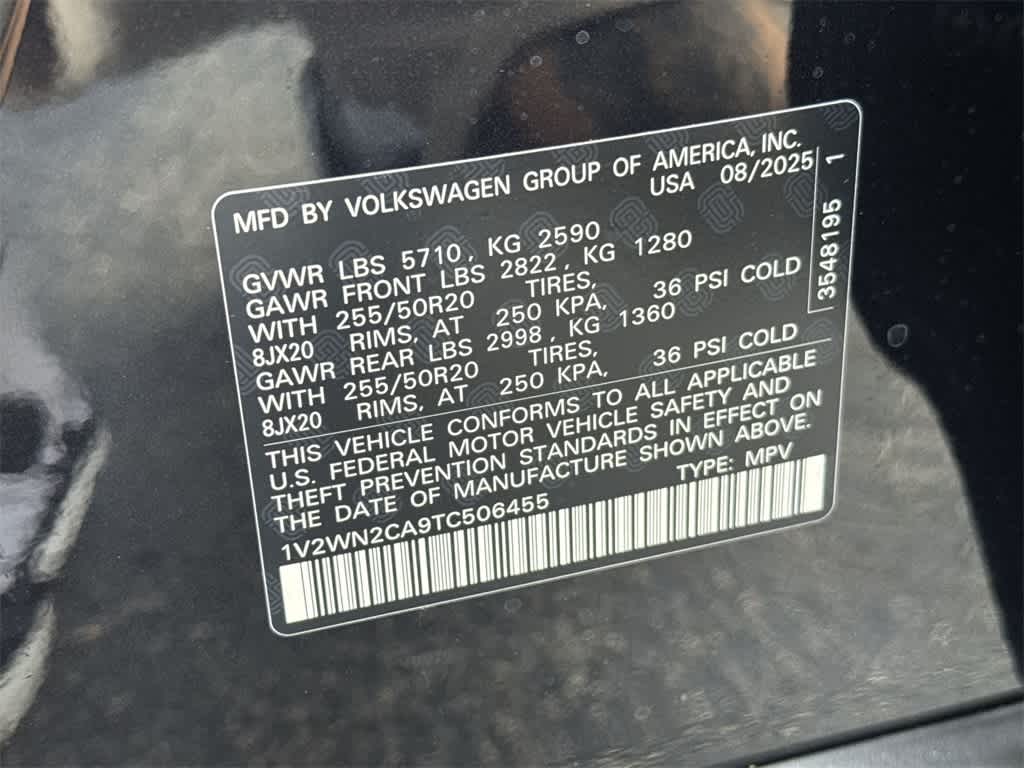 MFD BY VOLKSWAGEN GROUP OF AMERICA, INC.
USA 08/2025
GVWR LBS 5710, KG 2590
GAWR FRONT LBS 2822, KG 1280
WITH 255/50R20 TIRES,
8JX20 RIMS, AT 250 KPA, 36 PSI COLD
GAWR REAR LBS 2998, KG 1360
WITH 255/50R20 TIRES,
8JX20 RIMS, AT 250 KPA, 36 PSI COLD
THIS VEHICLE CONFORMS TO ALL APPLICABLE
U.S. FEDERAL MOTOR VEHICLE SAFETY AND
THEFT PREVENTION STANDARDS IN EFFECT ON
THE DATE OF MANUFACTURE SHOWN ABOVE.
1V2WN2CA9TC506455 TYPE: MPV
3548195 1